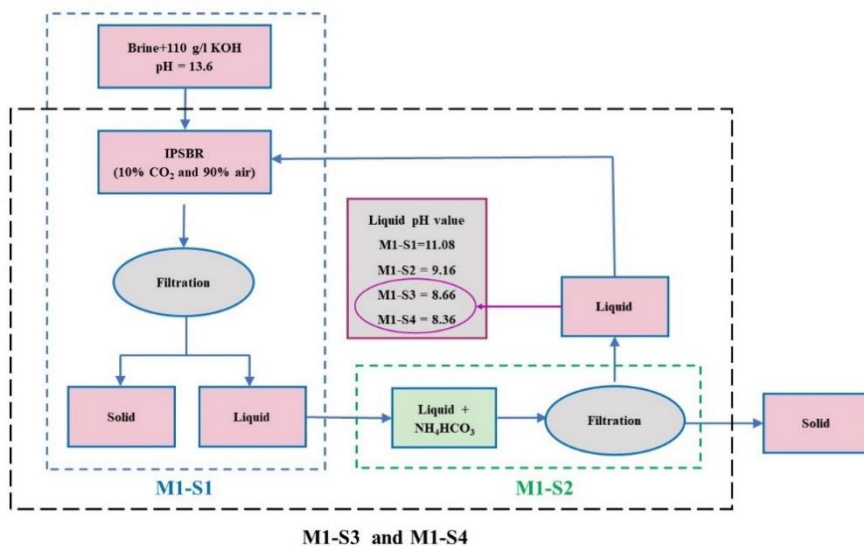 Brine+110 g/l KOH
pH = 13.6
IPSBR
(10% CO₂ and 90% air)
Liquid pH value
M1-S1=11.08
M1-S2 = 9.16
M1-S3 = 8.66
M1-S4 = 8.36
Filtration
Liquid
Solid
Liquid
Liquid +
NH₄HCO₃
Filtration
Solid
M1-S1
M1-S2
M1-S3 and M1-S4